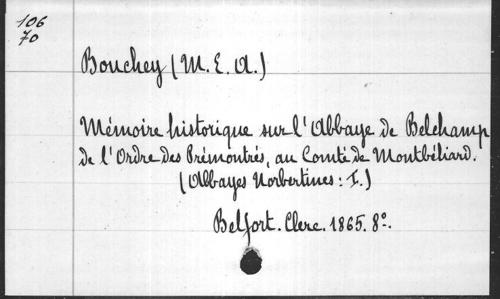 106
70
Bouchey (M. E. A.)
Mémoire historique sur l'Abbaye de Belchamp
de l'Ordre des Prémontrés, au Comté de Montbéliard.
(Abbayes Norbertines: I.)
Belfort. Clerc. 1865. 8º.